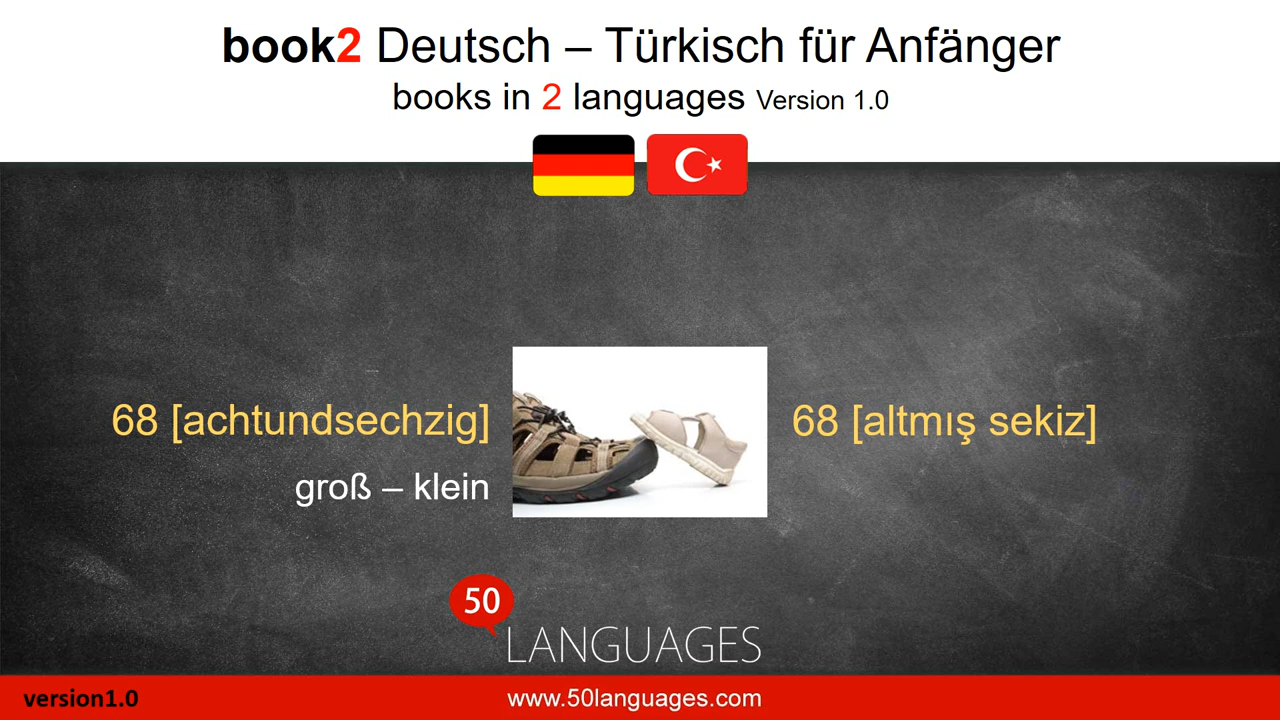 book2 Deutsch – Türkisch für Anfänger
books in 2 languages Version 1.0
68 [achtundsechzig]
groß – klein
68 [altmış sekiz]
50
LANGUAGES
version1.0
www.50languages.com